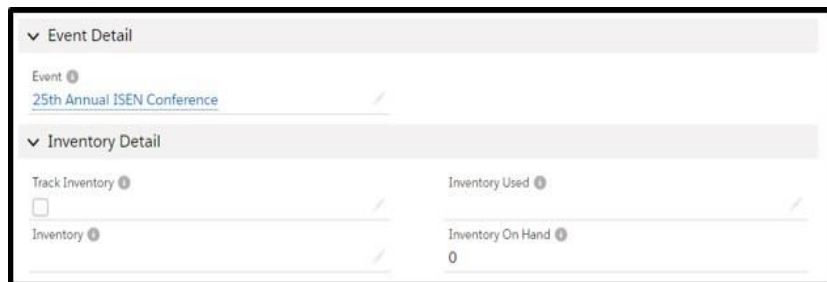 Event Detail
Event
25th Annual ISEN Conference
Inventory Detail
Track Inventory
Inventory Used
Inventory
Inventory On Hand
0